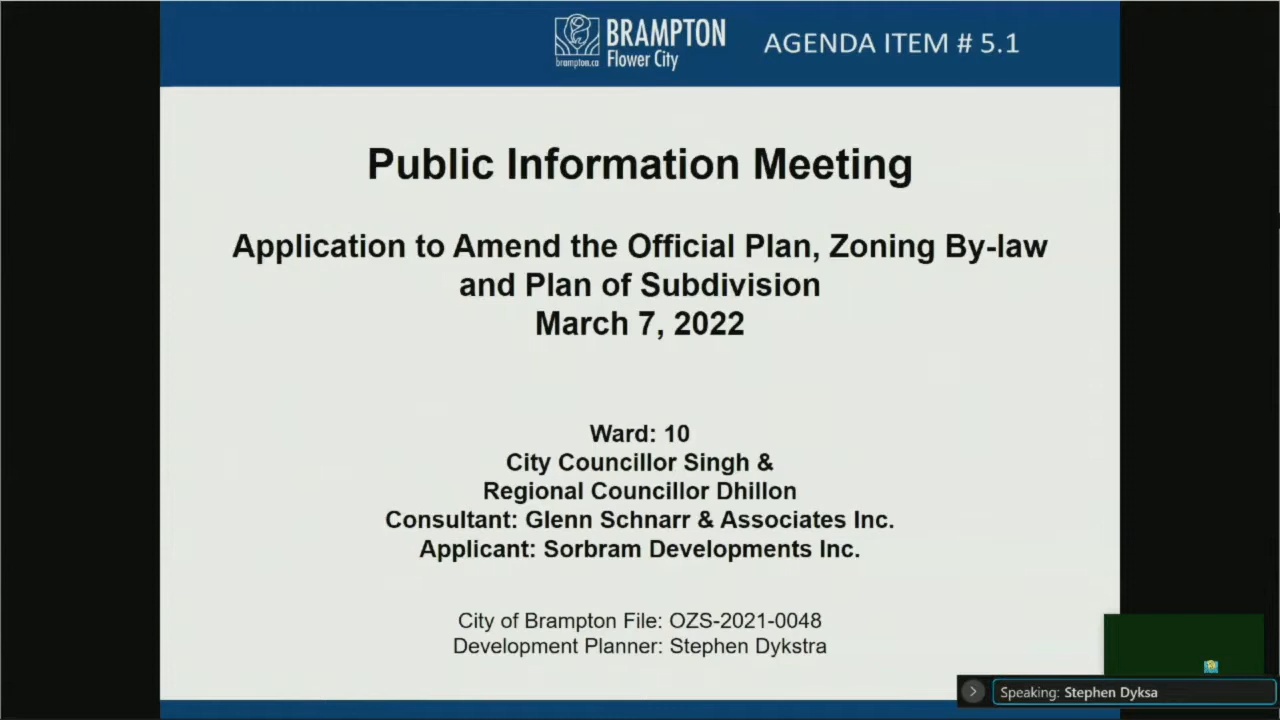 BRAMPTON
brampton.ca Flower City
AGENDA ITEM # 5.1
Public Information Meeting
Application to Amend the Official Plan, Zoning By-law
and Plan of Subdivision
March 7, 2022
Ward: 10
City Councillor Singh &
Regional Councillor Dhillon
Consultant: Glenn Schnarr & Associates Inc.
Applicant: Sorbram Developments Inc.
City of Brampton File: OZS-2021-0048
Development Planner: Stephen Dykstra
Speaking: Stephen Dyksa